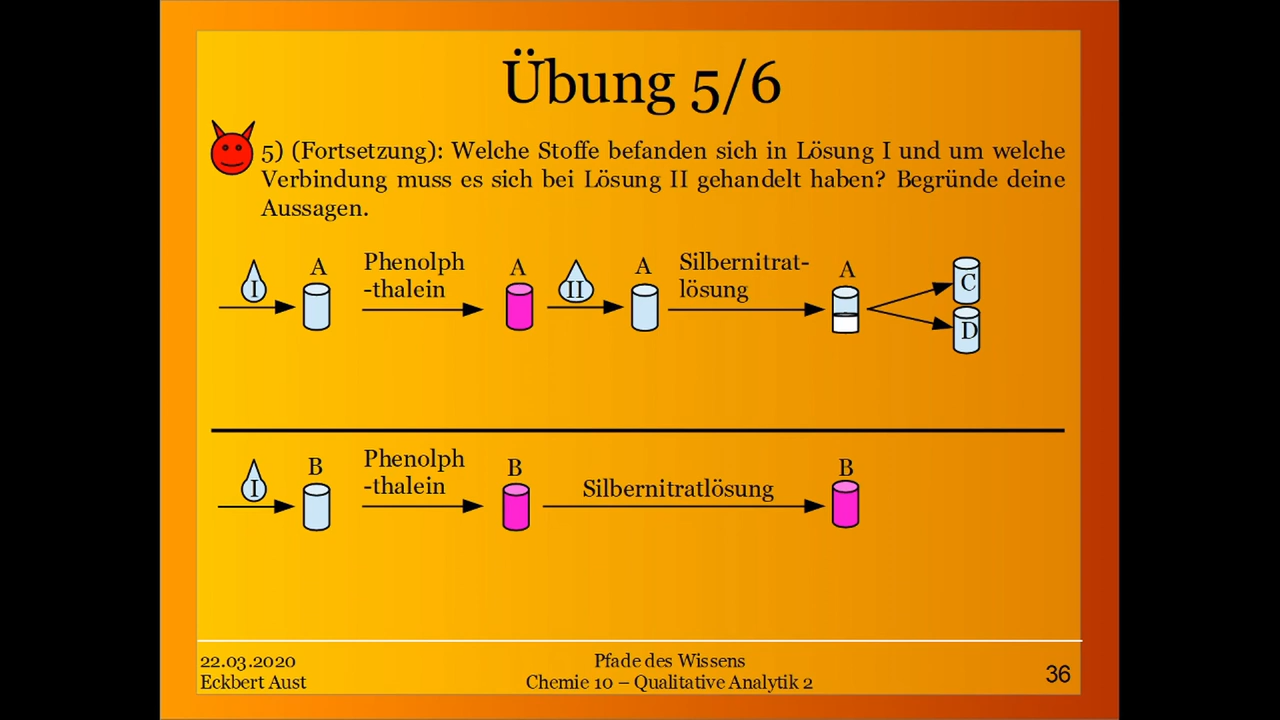 Übung 5/6
5) (Fortsetzung): Welche Stoffe befanden sich in Lösung I und um welche
Verbindung muss es sich bei Lösung II gehandelt haben? Begründe deine
Aussagen.
I
A
Phenolph
-thalein
A
II
A
Silbernitrat-
lösung
A
C
D
I
B
Phenolph
-thalein
B
Silbernitratlösung
B
22.03.2020
Eckbert Aust
Pfade des Wissens
Chemie 10 – Qualitative Analytik 2
36